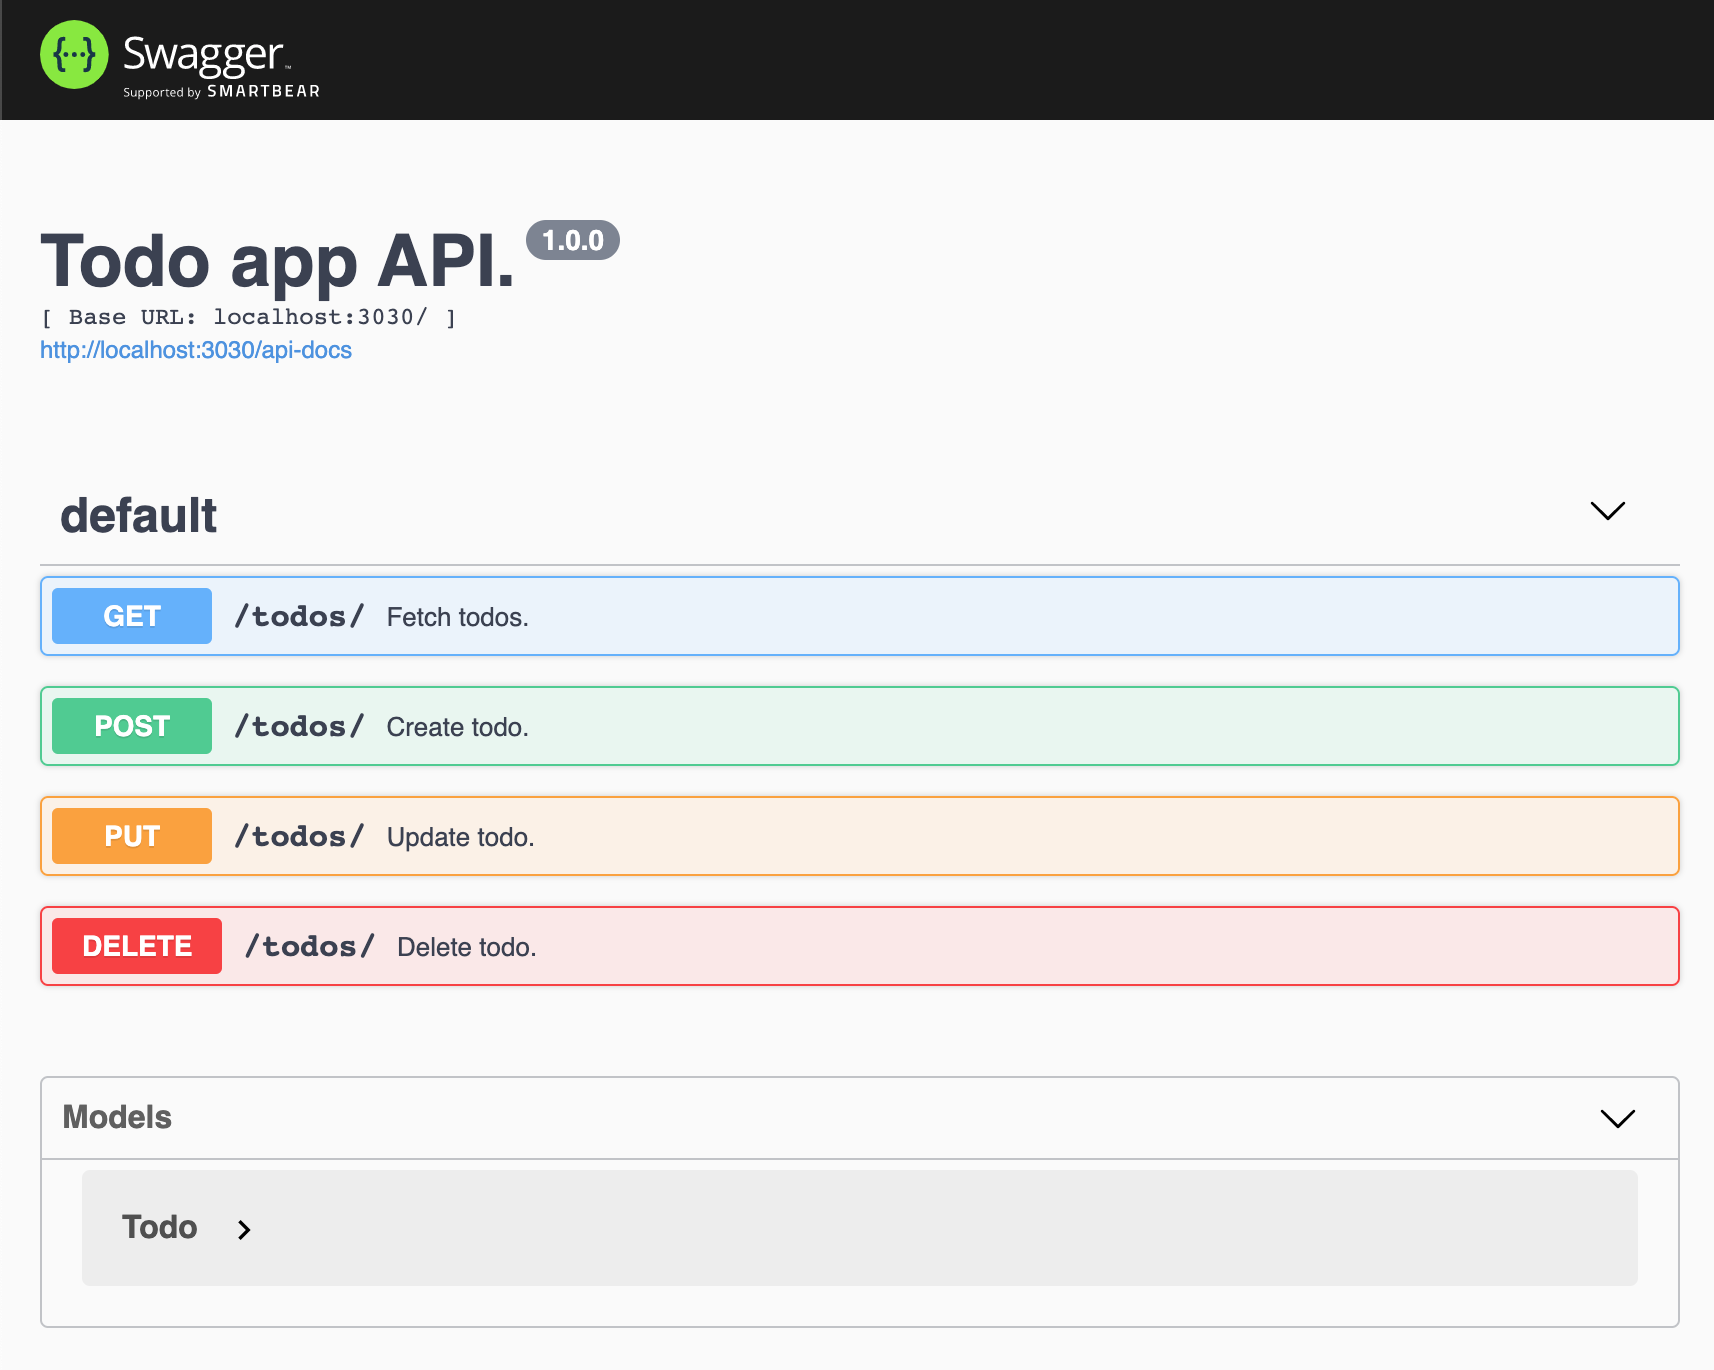 {···} Swagger™
Supported by SMARTBEAR
Todo app API. 1.0.0
[ Base URL: localhost:3030/ ]
http://localhost:3030/api-docs
default
GET /todos/ Fetch todos.
POST /todos/ Create todo.
PUT /todos/ Update todo.
DELETE /todos/ Delete todo.
Models
Todo